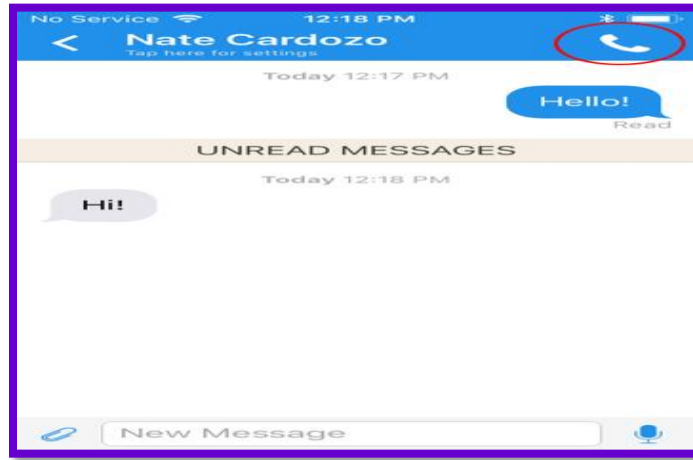 No Service 12:18 PM
Nate Cardozo
Tap here for settings
Today 12:17 PM
Hello!
Read
UNREAD MESSAGES
Today 12:18 PM
Hi!
New Message